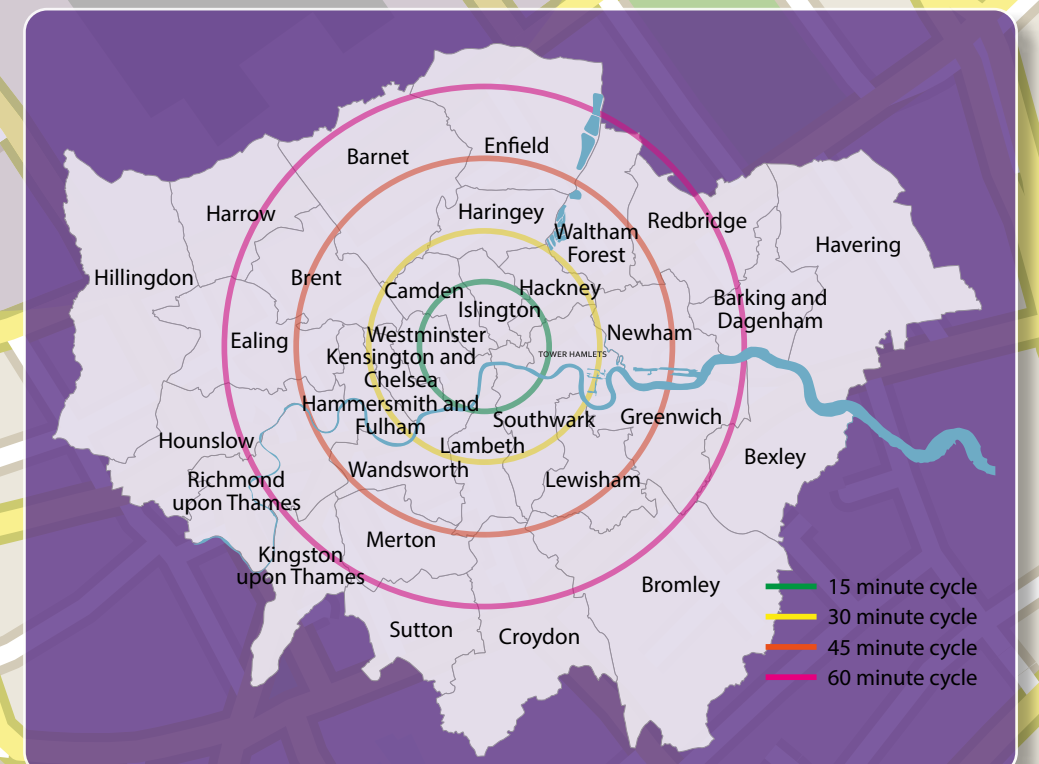 Enfield
Barnet
Haringey
Harrow
Redbridge
Waltham
Forest
Havering
Hillingdon
Brent
Camden
Hackney
Islington
Barking and
Dagenham
Westminster
Newham
Ealing
TOWER HAMLETS
Kensington and
Chelsea
Hammersmith and
Fulham
Southwark
Greenwich
Hounslow
Lambeth
Bexley
Wandsworth
Richmond
upon Thames
Lewisham
Merton
Kingston
upon Thames
Bromley
Sutton
Croydon
15 minute cycle
30 minute cycle
45 minute cycle
60 minute cycle